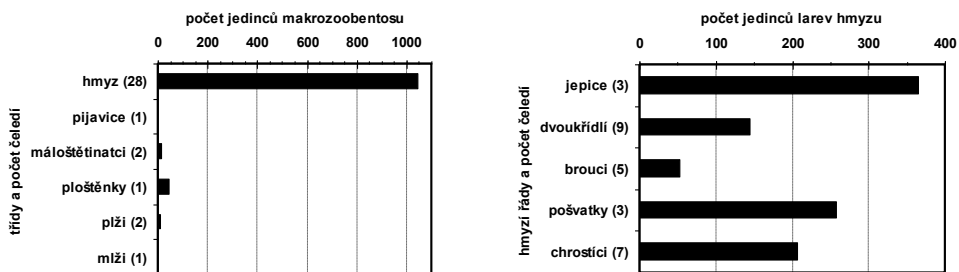 počet jedinců makrozoobentosu
0 200 400 600 800 1000
třídy a počet čeledí
hmyz (28)
pijavice (1)
máloštětinatci (2)
ploštěnky (1)
plži (2)
mlži (1)
počet jedinců larev hmyzu
0 100 200 300 400
hmyzí řády a počet čeledí
jepice (3)
dvoukřídlí (9)
brouci (5)
pošvatky (3)
chrostíci (7)